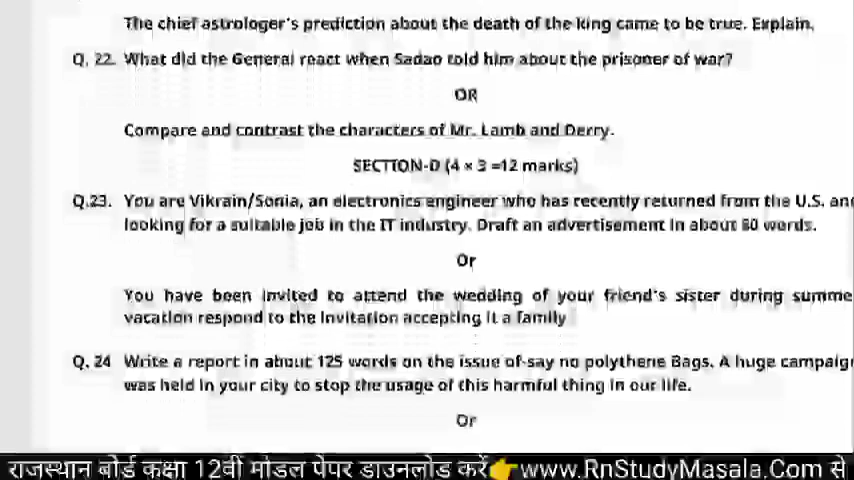 The chief astrologer's prediction about the death of the king came to be true. Explain.
Q. 22. What did the General react when Sadao told him about the prisoner of war?
OR
Compare and contrast the characters of Mr. Lamb and Derry.
SECTION-D (4 × 3 =12 marks)
Q.23. You are Vikrain/Sonia, an electronics engineer who has recently returned from the U.S. and
looking for a suitable job in the IT industry. Draft an advertisement in about 50 words.
Or
You have been invited to attend the wedding of your friend's sister during summe
vacation respond to the invitation accepting it a family
Q. 24 Write a report in about 125 words on the issue of-say no polythene Bags. A huge campaig
was held in your city to stop the usage of this harmful thing in our life.
Or
राजस्थान बोर्ड कक्षा 12वीं मॉडल पेपर डाउनलोड करें👉www.RnStudyMasala.Com से